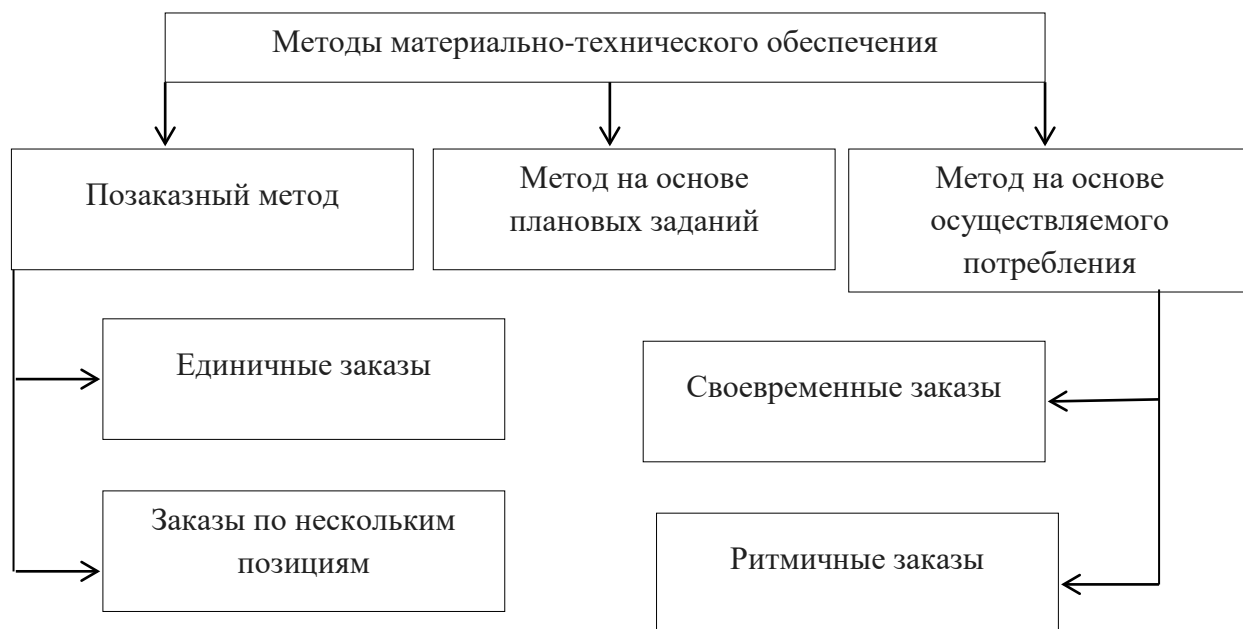 Методы материально-технического обеспечения
Позаказный метод
Метод на основе
плановых заданий
Метод на основе
осуществляемого
потребления
Единичные заказы
Своевременные заказы
Заказы по нескольким
позициям
Ритмичные заказы